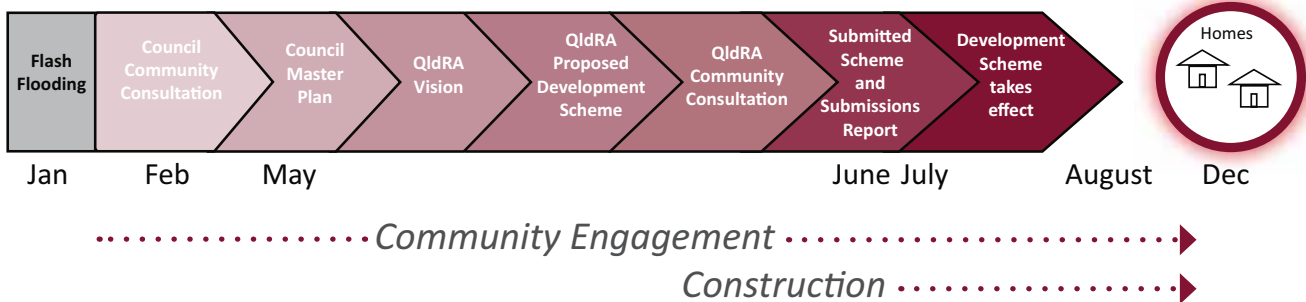 Flash
Flooding
Council
Community
Consultation
Council
Master
Plan
QldRA
Vision
QldRA
Proposed
Development
Scheme
QldRA
Community
Consultation
Submitted
Scheme
and
Submissions
Report
Development
Scheme
takes
effect
Homes
Jan Feb May June July August Dec
Community Engagement
Construction